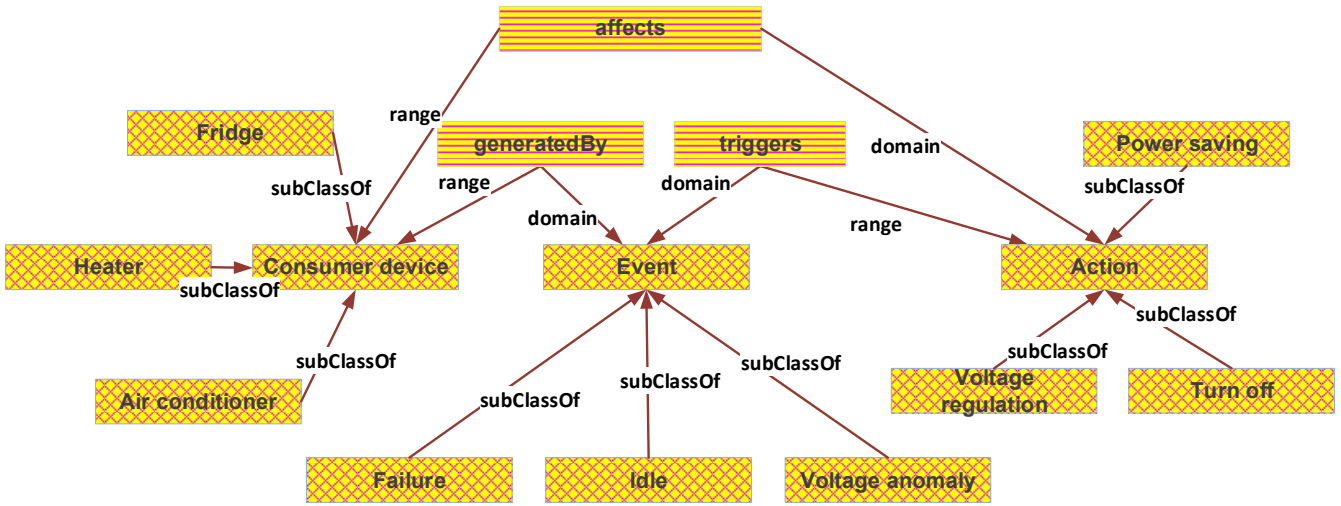 affects
range
Fridge
generatedBy
triggers
domain
Power saving
subClassOf
range
domain
subClassOf
domain
range
Heater
Consumer device
Event
Action
subClassOf
subClassOf
subClassOf
subClassOf
subClassOf
subClassOf
Air conditioner
subClassOf
Voltage
regulation
Turn off
Failure
Idle
Voltage anomaly